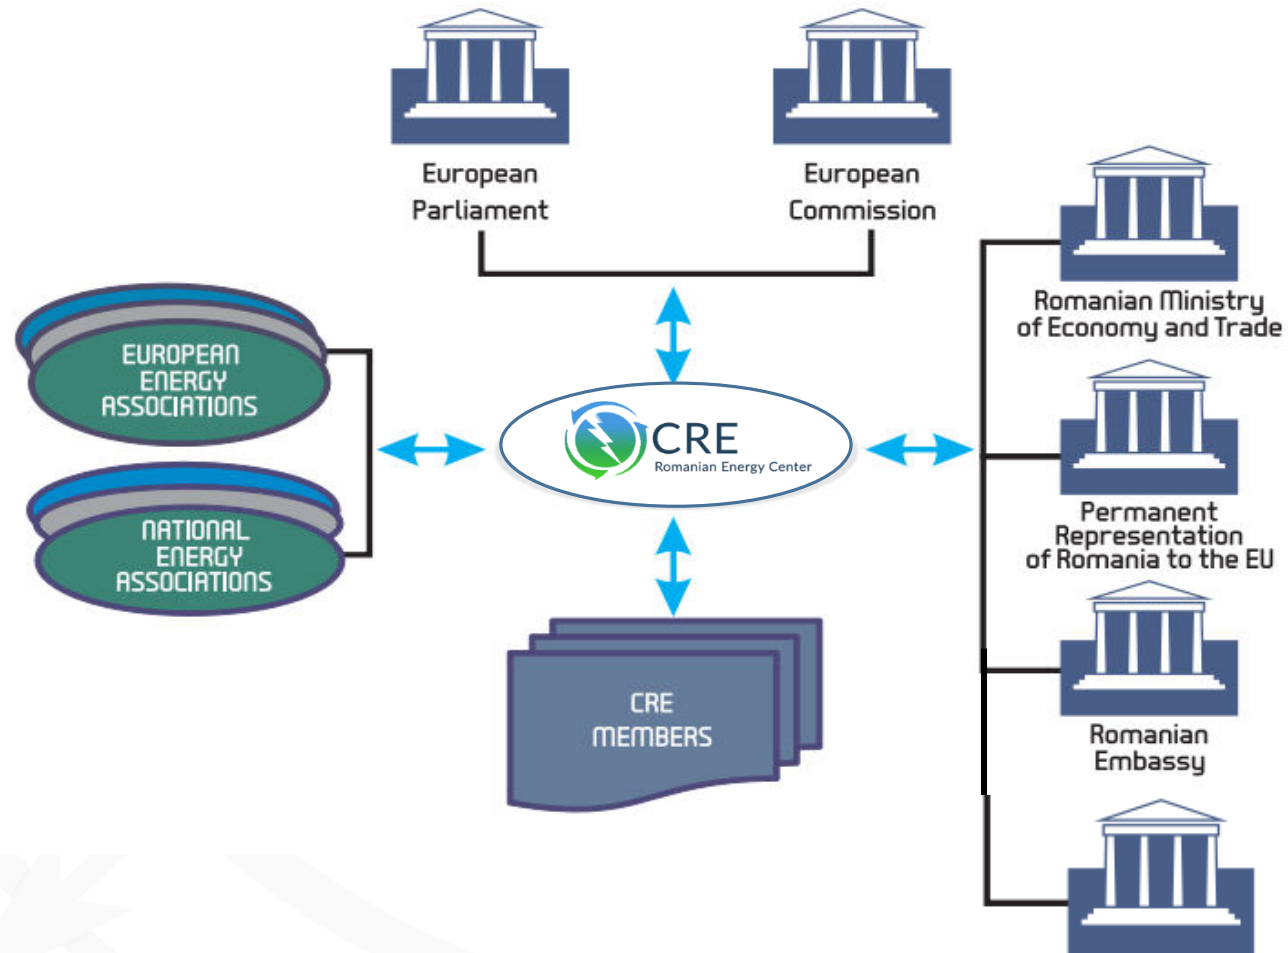 European
Parliament
European
Commission
Romanian Ministry
of Economy and Trade
EUROPEAN
ENERGY
ASSOCIATIONS
CRE
Romanian Energy Center
Permanent
Representation
of Romania to the EU
NATIONAL
ENERGY
ASSOCIATIONS
CRE
MEMBERS
Romanian
Embassy